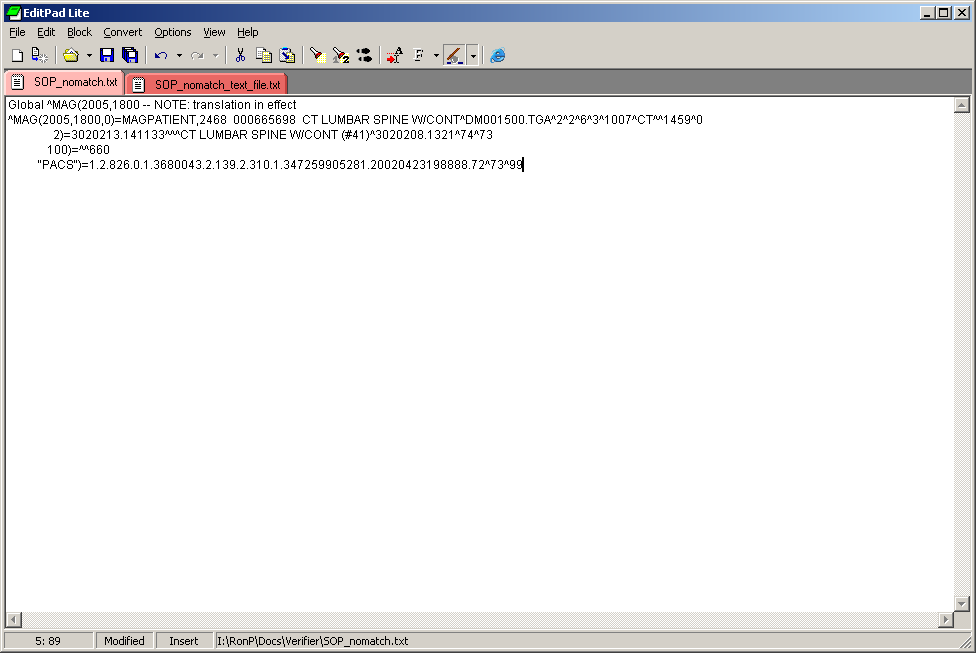 EditPad Lite
File Edit Block Convert Options View Help
SOP_nomatch.txt SOP_nomatch_text_file.txt
Global ^MAG(2005,1800 -- NOTE: translation in effect
^MAG(2005,1800,0)=MAGPATIENT,2468  000665698  CT LUMBAR SPINE W/CONT^DM001500.TGA^2^2^6^3^1007^CT^^1459^0
2)=3020213.141133^^^CT LUMBAR SPINE W/CONT (#41)^3020208.1321^74^73
100)=^^660
"PACS")=1.2.826.0.1.3680043.2.139.2.310.1.347259905281.20020423198888.72^73^99
5: 89 Modified Insert I:\RonP\Docs\Verifier\SOP_nomatch.txt